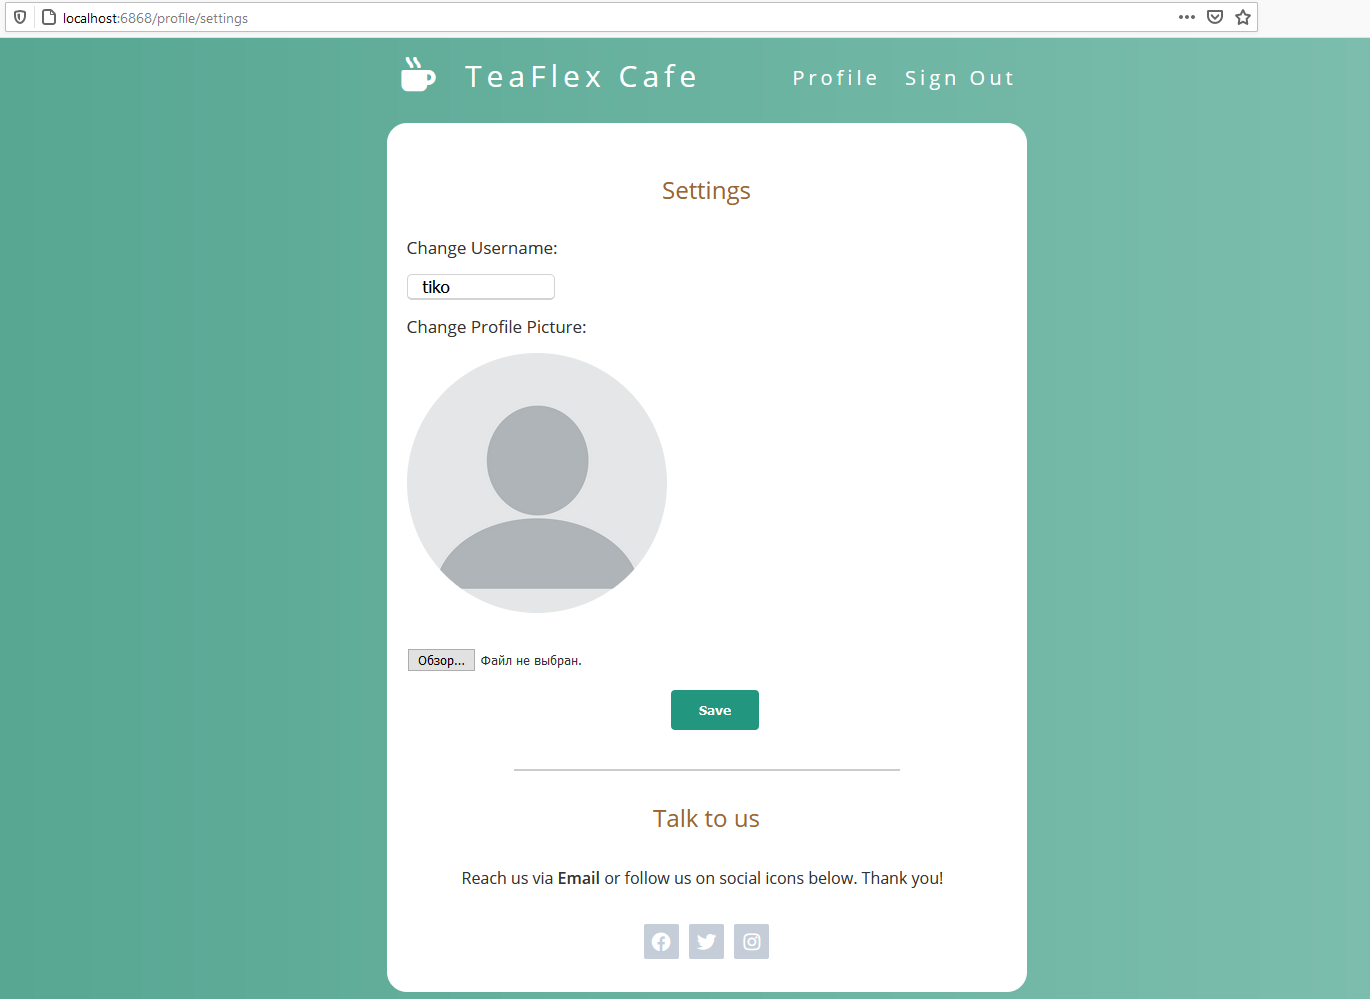 localhost:6868/profile/settings
TeaFlex Cafe
Profile Sign Out
Settings
Change Username:
tiko
Change Profile Picture:
Обзор... Файл не выбран.
Save
Talk to us
Reach us via Email or follow us on social icons below. Thank you!